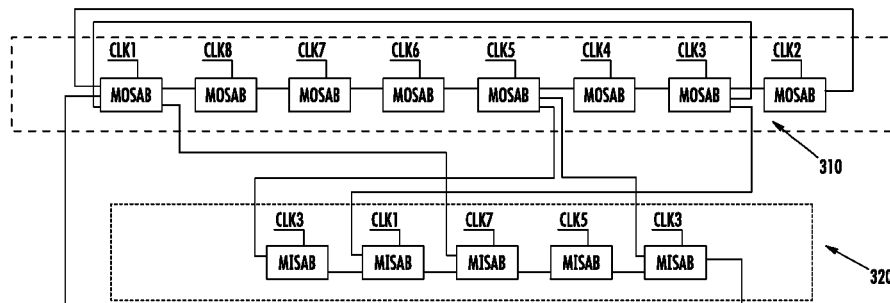 CLK1 CLK8 CLK7 CLK6 CLK5 CLK4 CLK3 CLK2
MOSAB MOSAB MOSAB MOSAB MOSAB MOSAB MOSAB MOSAB
310
CLK3 CLK1 CLK7 CLK5 CLK3
MISAB MISAB MISAB MISAB MISAB
320